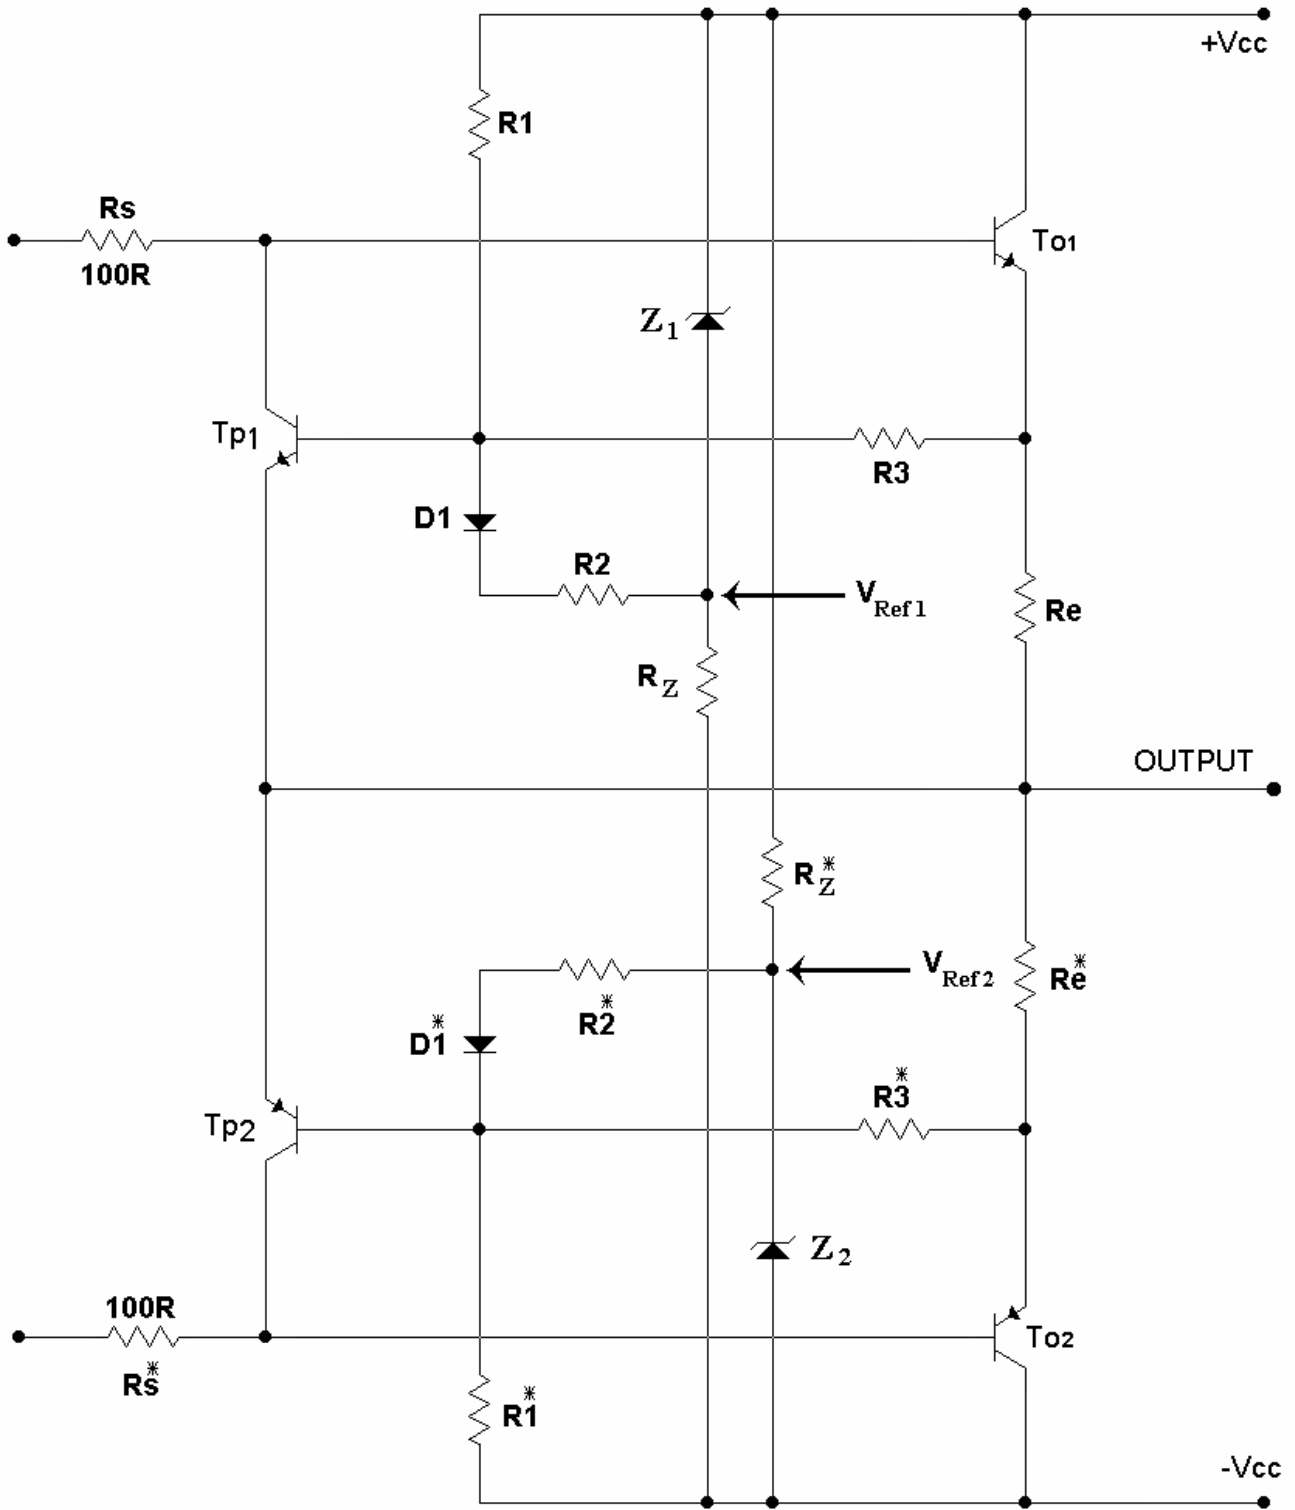 +Vcc
R1
Rs
100R
To1
Z1
Tp1
R3
D1
R2
VRef1
Re
RZ
OUTPUT
RZ*
VRef2
Re*
R2*
D1*
R3*
Tp2
Z2
100R
Rs*
To2
R1*
-Vcc